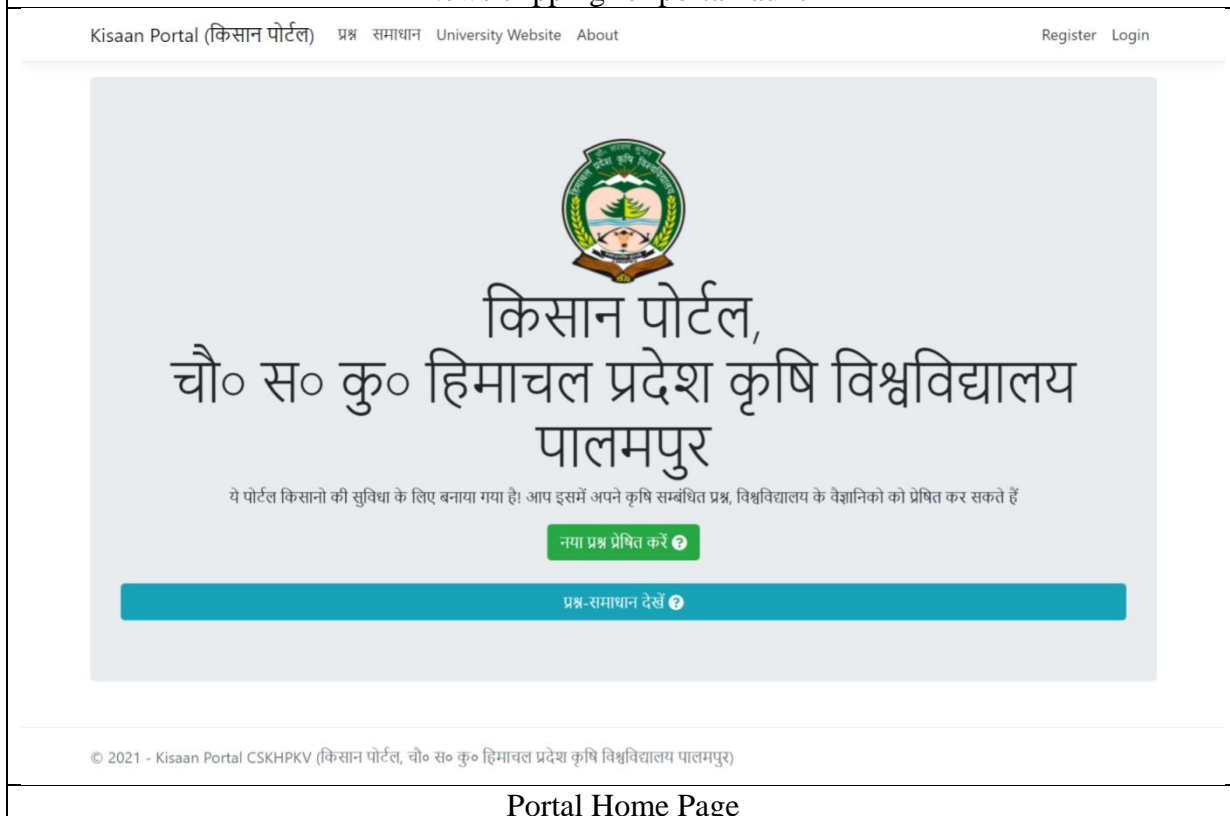 Kisaan Portal (किसान पोर्टल) प्रश्न समाधान University Website About Register Login
किसान पोर्टल,
चौ० स० कु० हिमाचल प्रदेश कृषि विश्वविद्यालय
पालमपुर
ये पोर्टल किसानो की सुविधा के लिए बनाया गया है! आप इसमें अपने कृषि सम्बंधित प्रश्न, विश्वविद्यालय के वैज्ञानिको को प्रेषित कर सकते हैं
नया प्रश्न प्रेषित करें ?
प्रश्न-समाधान देखें ?
© 2021 - Kisaan Portal CSKHPKV (किसान पोर्टल, चौ० स० कु० हिमाचल प्रदेश कृषि विश्वविद्यालय पालमपुर)
Portal Home Page